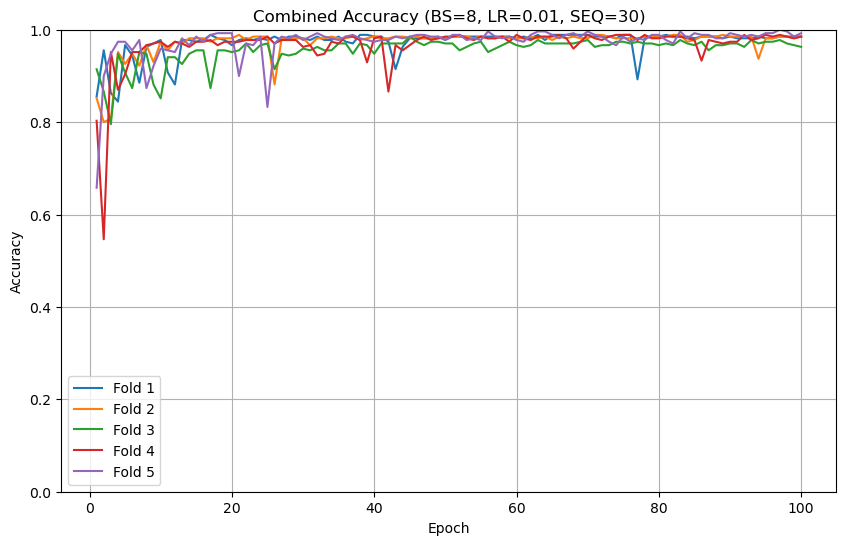 Combined Accuracy (BS=8, LR=0.01, SEQ=30)
1.0
0.8
0.6
0.4
0.2
0.0
Accuracy
Fold 1
Fold 2
Fold 3
Fold 4
Fold 5
0 20 40 60 80 100
Epoch